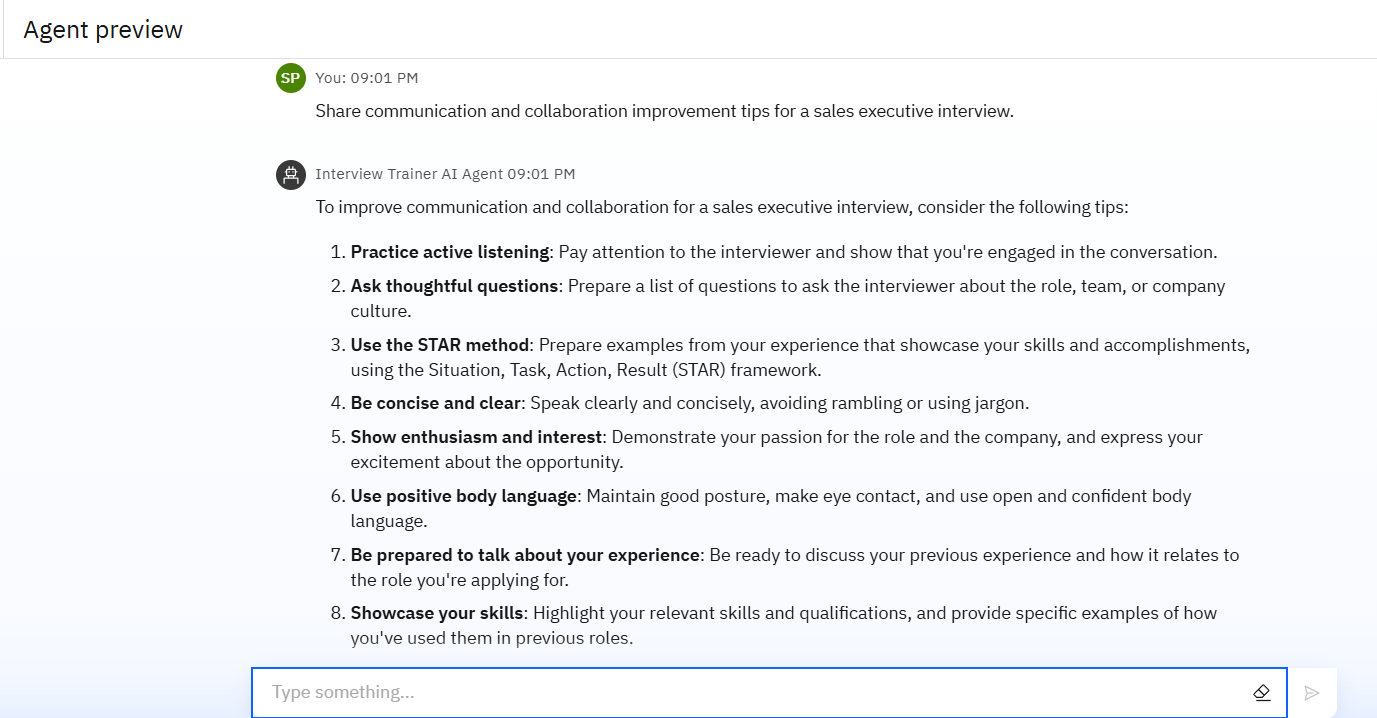 Agent preview
SP You: 09:01 PM
Share communication and collaboration improvement tips for a sales executive interview.
Interview Trainer AI Agent 09:01 PM
To improve communication and collaboration for a sales executive interview, consider the following tips:
1. Practice active listening: Pay attention to the interviewer and show that you're engaged in the conversation.
2. Ask thoughtful questions: Prepare a list of questions to ask the interviewer about the role, team, or company
culture.
3. Use the STAR method: Prepare examples from your experience that showcase your skills and accomplishments,
using the Situation, Task, Action, Result (STAR) framework.
4. Be concise and clear: Speak clearly and concisely, avoiding rambling or using jargon.
5. Show enthusiasm and interest: Demonstrate your passion for the role and the company, and express your
excitement about the opportunity.
6. Use positive body language: Maintain good posture, make eye contact, and use open and confident body
language.
7. Be prepared to talk about your experience: Be ready to discuss your previous experience and how it relates to
the role you're applying for.
8. Showcase your skills: Highlight your relevant skills and qualifications, and provide specific examples of how
you've used them in previous roles.
Type something...